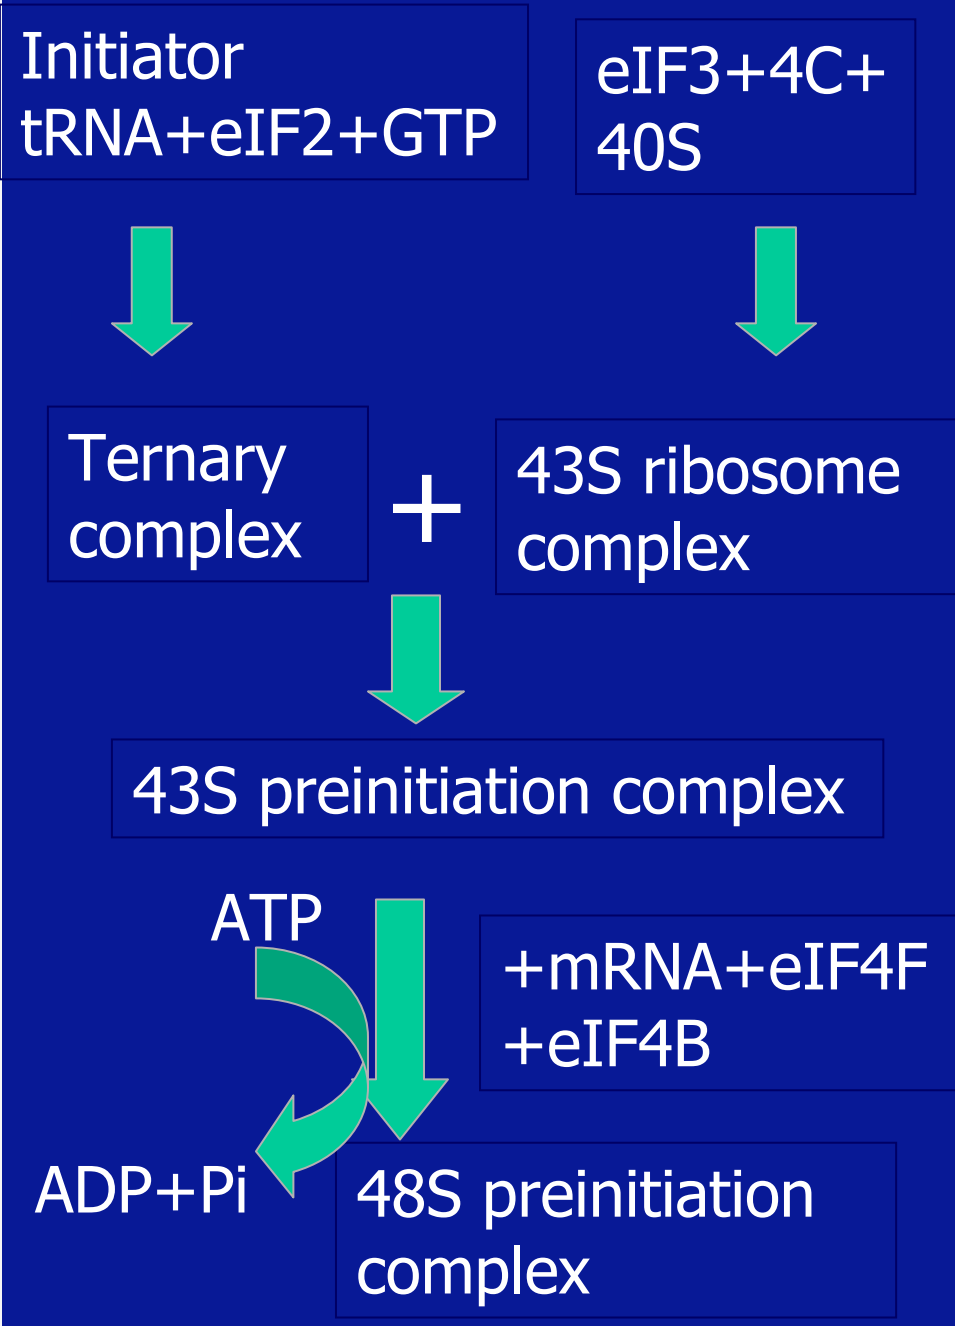 Initiator
tRNA+eIF2+GTP
eIF3+4C+
40S
Ternary
complex
+
43S ribosome
complex
43S preinitiation complex
ATP
+mRNA+eIF4F
+eIF4B
ADP+Pi
48S preinitiation
complex